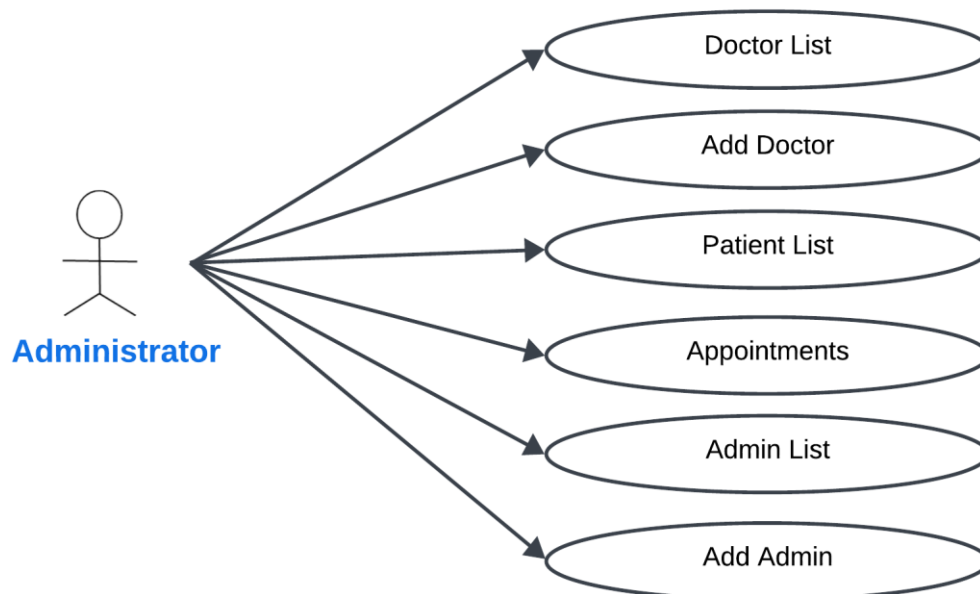 Doctor List
Add Doctor
Patient List
Administrator
Appointments
Admin List
Add Admin